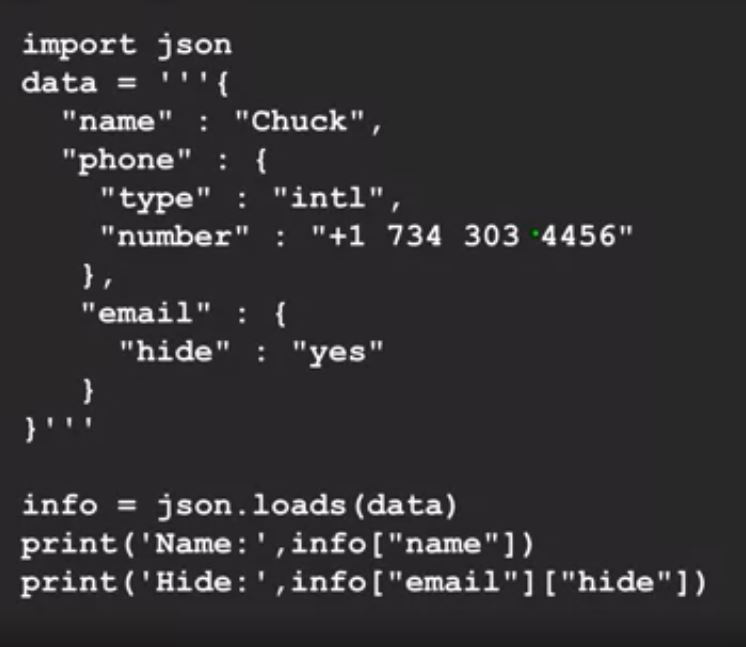 import json
data = '''{
  "name" : "Chuck",
  "phone" : {
    "type" : "intl",
    "number" : "+1 734 303 4456"
   },
   "email" : {
     "hide" : "yes"
   }
}'''

info = json.loads(data)
print('Name:',info["name"])
print('Hide:',info["email"]["hide"])